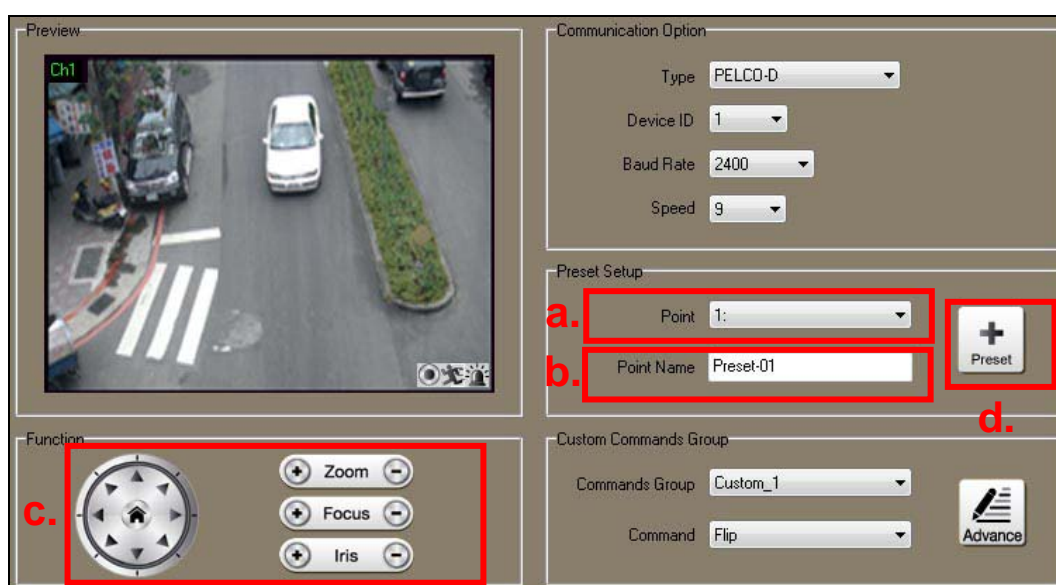 Preview
Ch1
Communication Option
Type PELCO-D
Device ID 1
Baud Rate 2400
Speed 9
Preset Setup
a. Point 1:
b. Point Name Preset-01
Preset
d.
Function
c.
Zoom
Focus
Iris
Custom Commands Group
Commands Group Custom_1
Command Flip
Advance